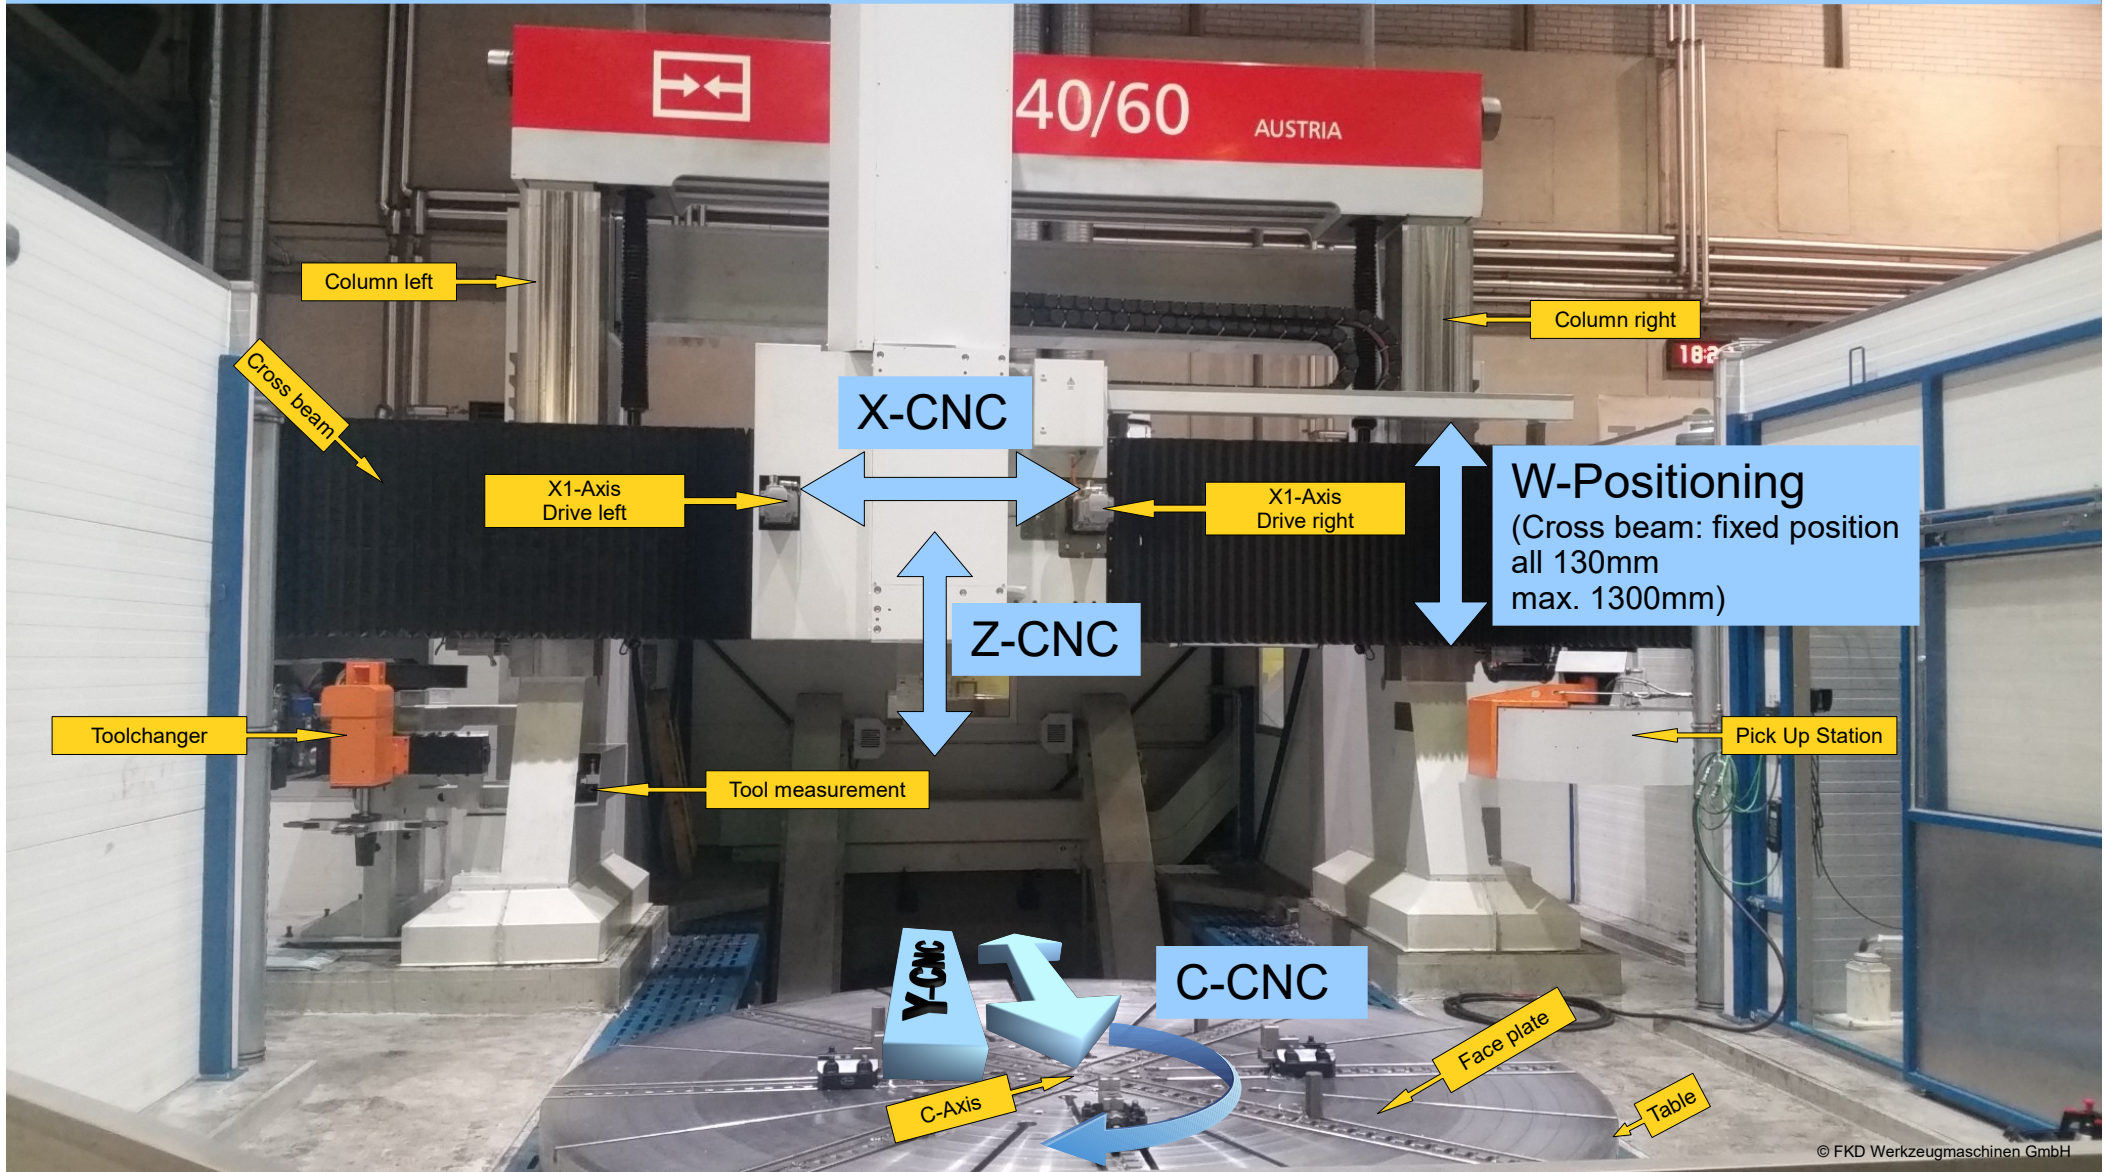 40/60
AUSTRIA
Column left
Column right
18:2
Cross beam
X-CNC
X1-Axis
Drive left
X1-Axis
Drive right
W-Positioning
(Cross beam: fixed position
all 130mm
max. 1300mm)
Z-CNC
Toolchanger
Pick Up Station
Tool measurement
Y-CNC
C-CNC
Face plate
C-Axis
Table
© FKD Werkzeugmaschinen GmbH